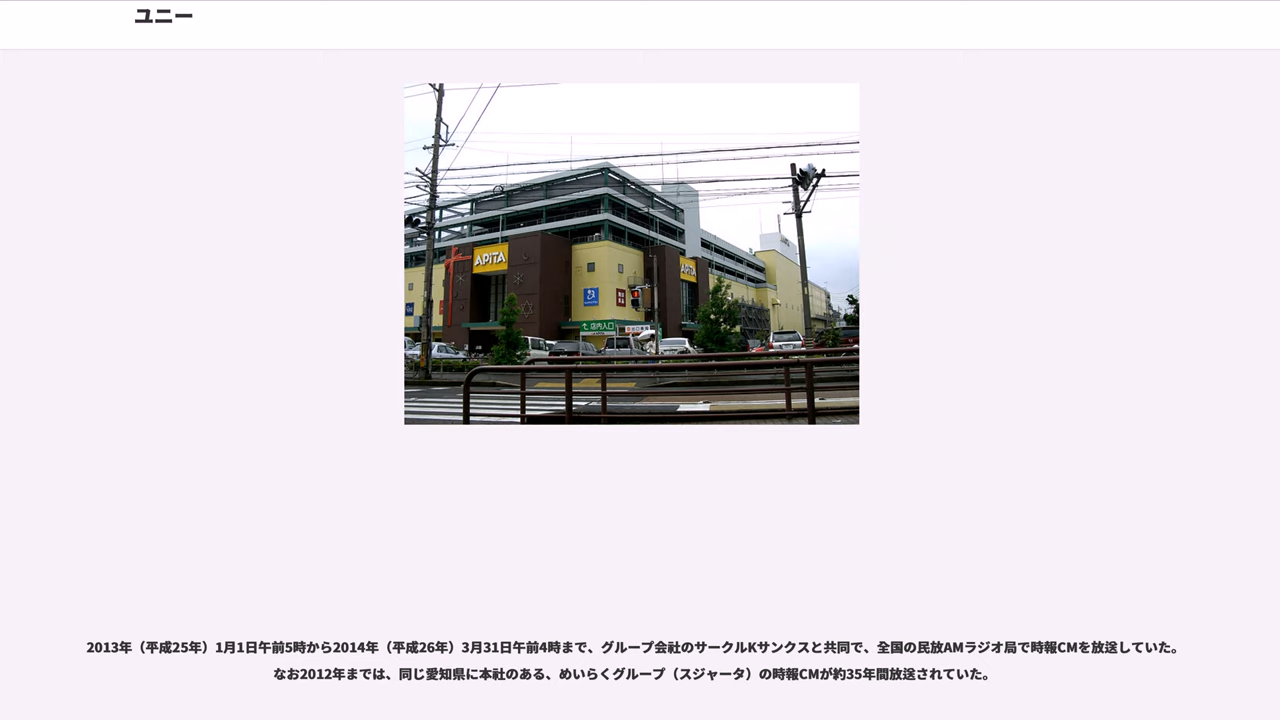 ユニー
APiTA
APiTA
店内入口
2013年（平成25年）1月1日午前5時から2014年（平成26年）3月31日午前4時まで、グループ会社のサークルKサンクスと共同で、全国の民放AMラジオ局で時報CMを放送していた。
なお2012年までは、同じ愛知県に本社のある、めいらくグループ（スジャータ）の時報CMが約35年間放送されていた。